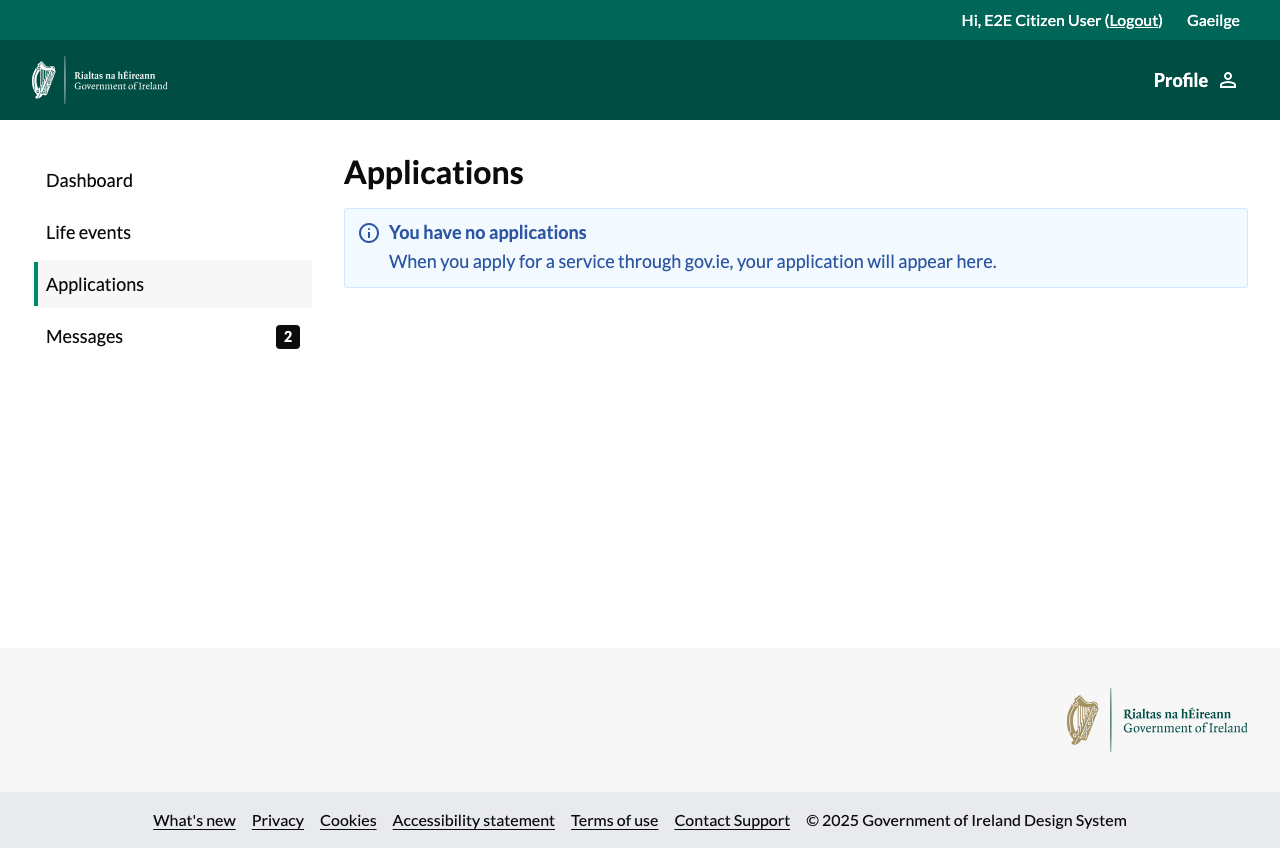 Hi, E2E Citizen User (Logout) Gaeilge
Rialtas na hÉireann
Government of Ireland
Profile
Dashboard
Life events
Applications
Messages 2
Applications
You have no applications
When you apply for a service through gov.ie, your application will appear here.
Rialtas na hÉireann
Government of Ireland
What's new Privacy Cookies Accessibility statement Terms of use Contact Support © 2025 Government of Ireland Design System